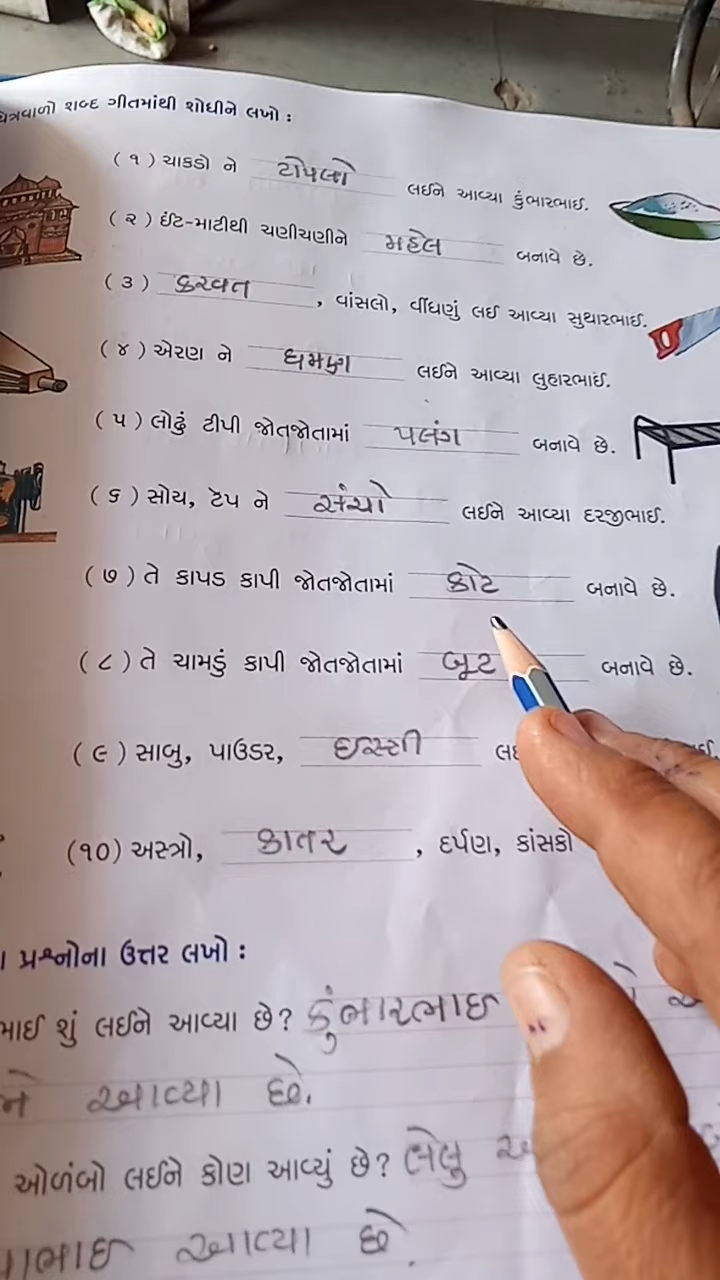 ચિત્રવાળો શબ્દ ગીતમાંથી શોધીને લખો :
(૧) ચાકડો ને ટોપલો લઈને આવ્યા કુંભારભાઈ.
(૨) ઈંટ-માટીથી ચણીચણીને મહેલ બનાવે છે.
(૩) કરવત , વાંસલો, વીંધણું લઈ આવ્યા સુથારભાઈ.
(૪) એરણ ને ધમણ લઈને આવ્યા લુહારભાઈ.
(૫) લોઢું ટીપી જોતજોતામાં પલંગ બનાવે છે.
(૬) સોય, ટેપ ને સંચો લઈને આવ્યા દરજીભાઈ.
(૭) તે કાપડ કાપી જોતજોતામાં કોટ બનાવે છે.
(૮) તે ચામડું કાપી જોતજોતામાં બૂટ બનાવે છે.
(૯) સાબુ, પાઉડર, ઈસ્ત્રી
(૧૦) અસ્ત્રો, કાતર , દર્પણ, કાંસકો
પ્રશ્નોના ઉત્તર લખો :
શું લઈને આવ્યા છે? કુંભારભાઈ
ને આવ્યા છે.
ઓળંબો લઈને કોણ આવ્યું છે? લેલુ
આવ્યા છે.